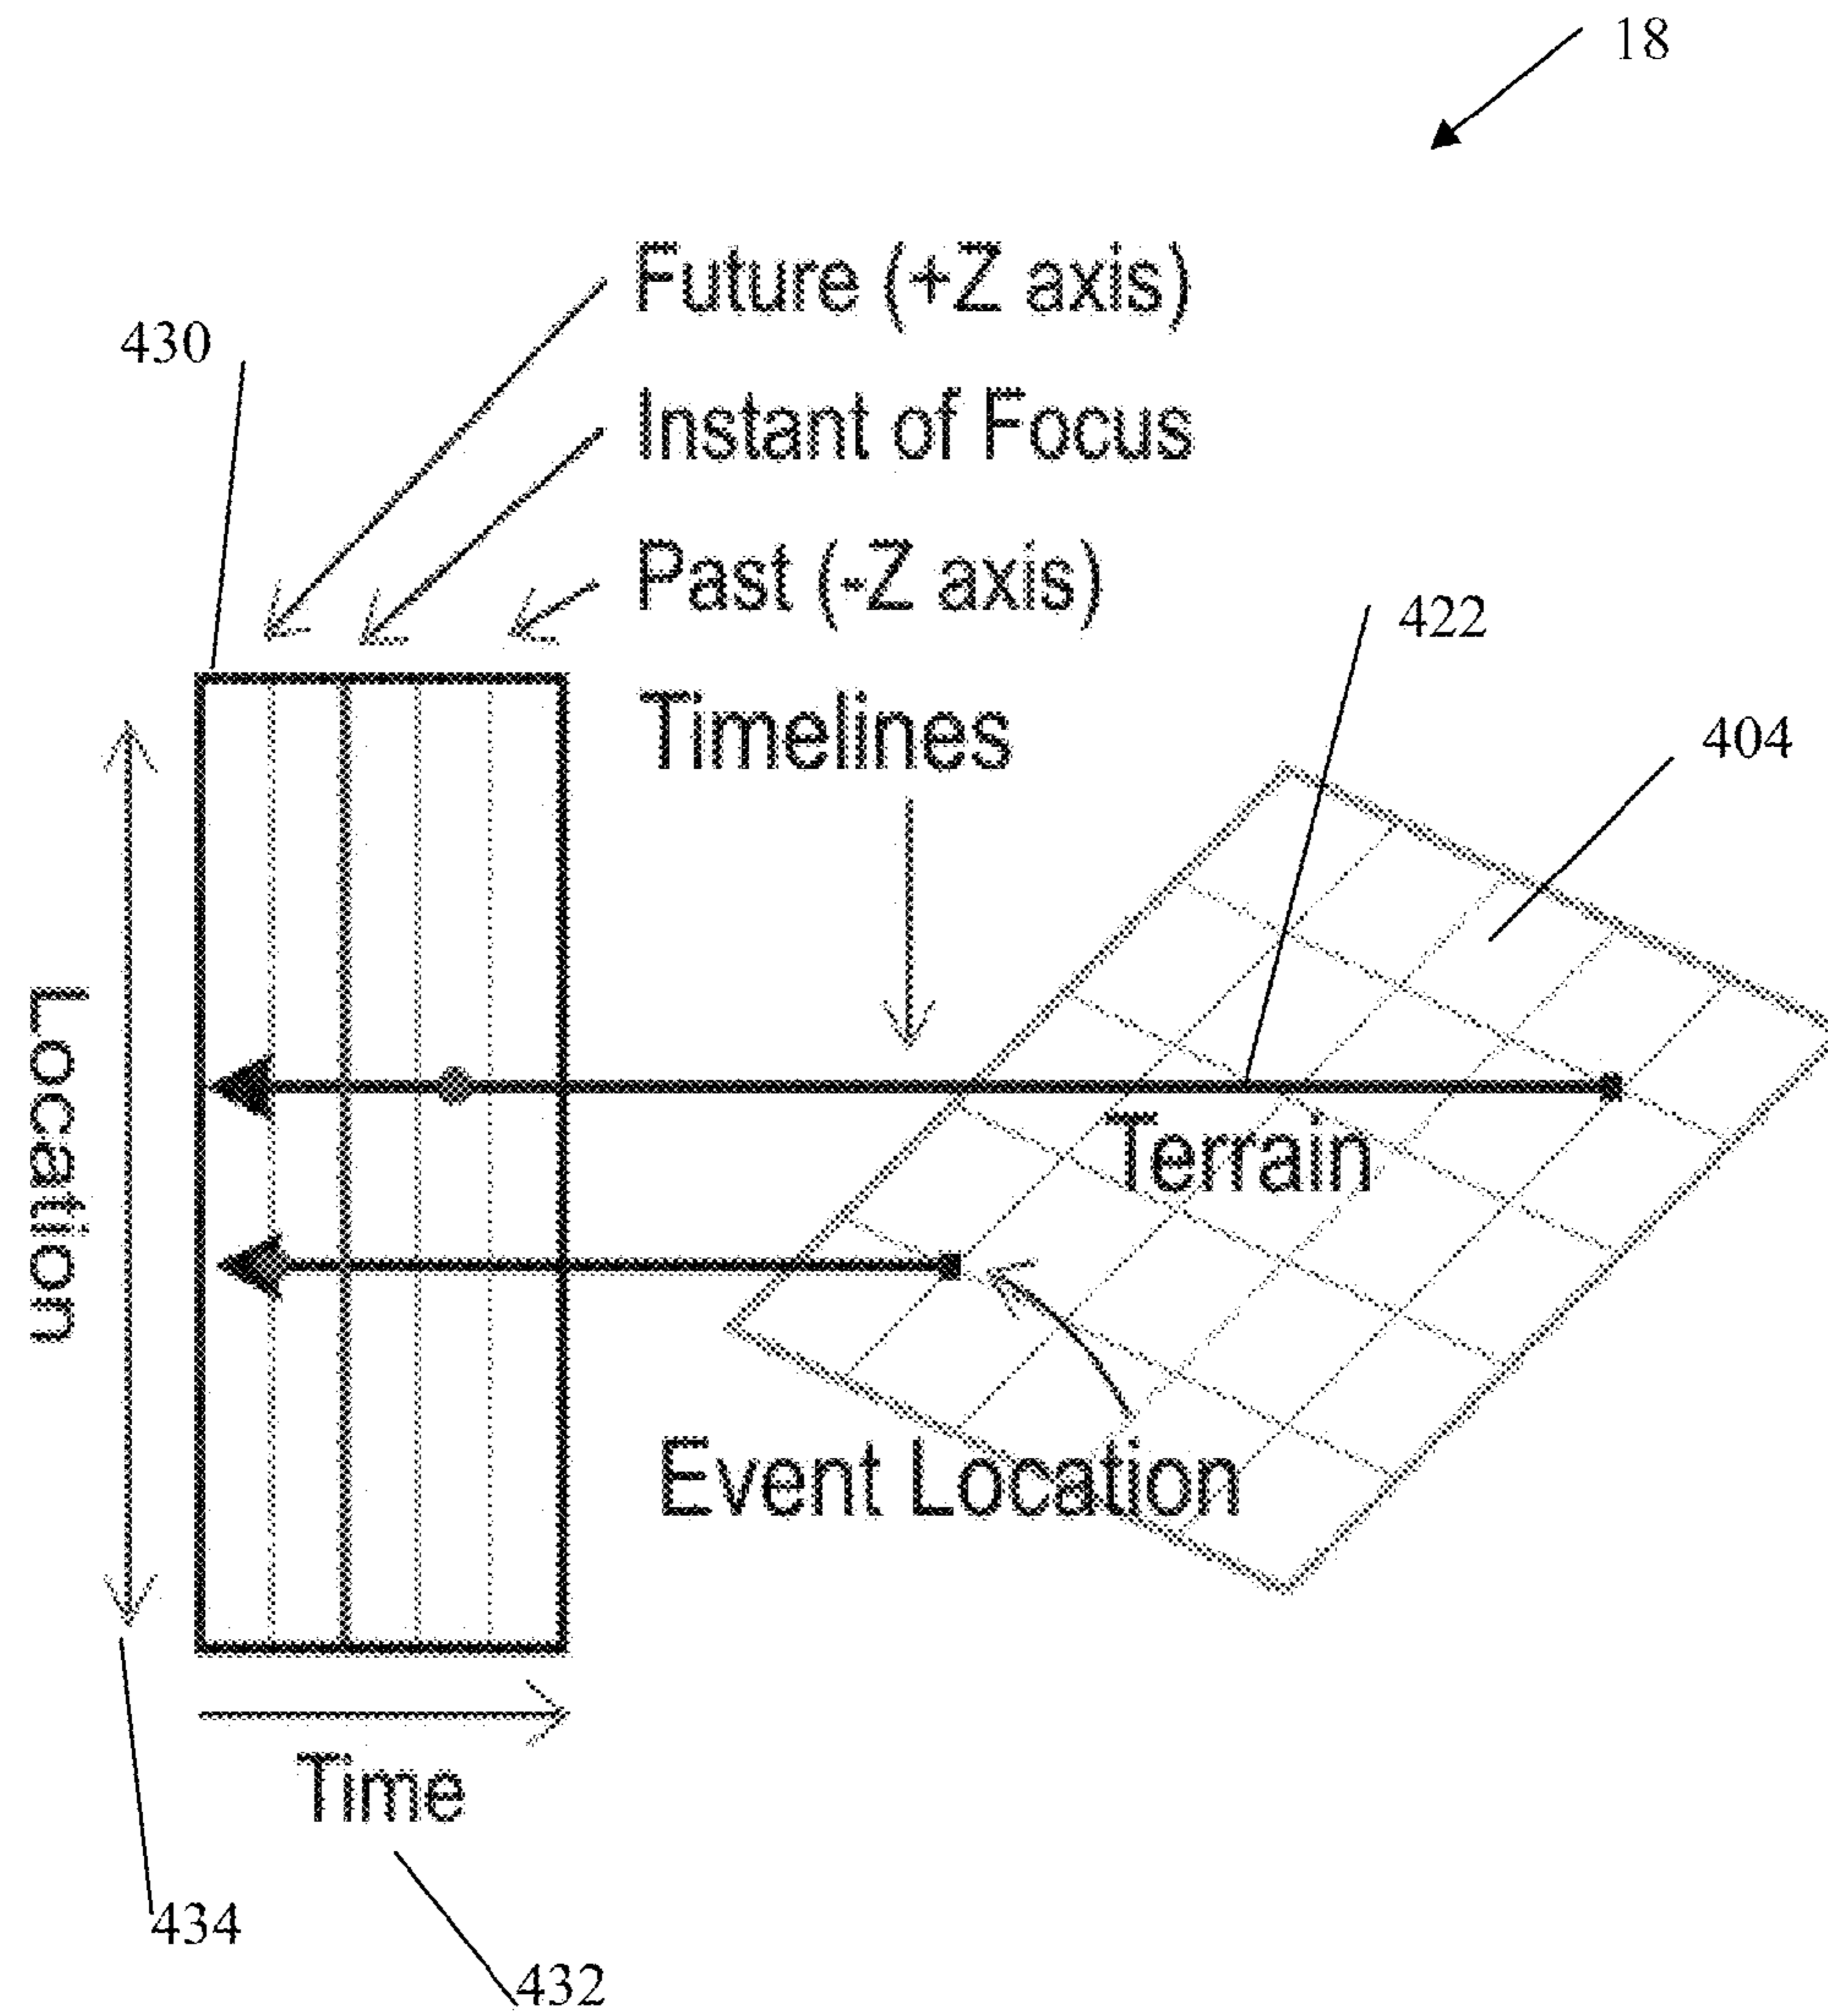 18
Future (+Z axis)
430
Instant of Focus
Past (-Z axis)
422
Timelines
404
Location
Terrain
Event Location
Time
434
432